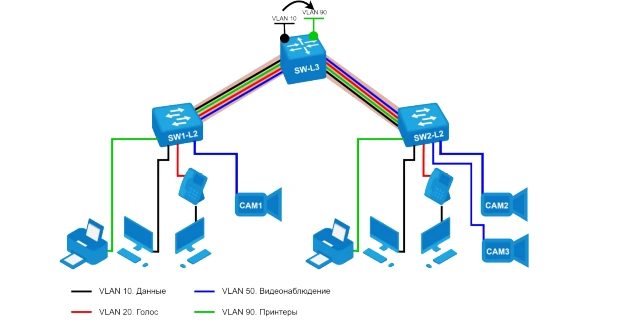 VLAN 90
VLAN 10
SW-L3
SW1-L2
SW2-L2
CAM1
CAM2
CAM3
VLAN 10. Данные
VLAN 50. Видеонаблюдение
VLAN 20. Голос
VLAN 90. Принтеры